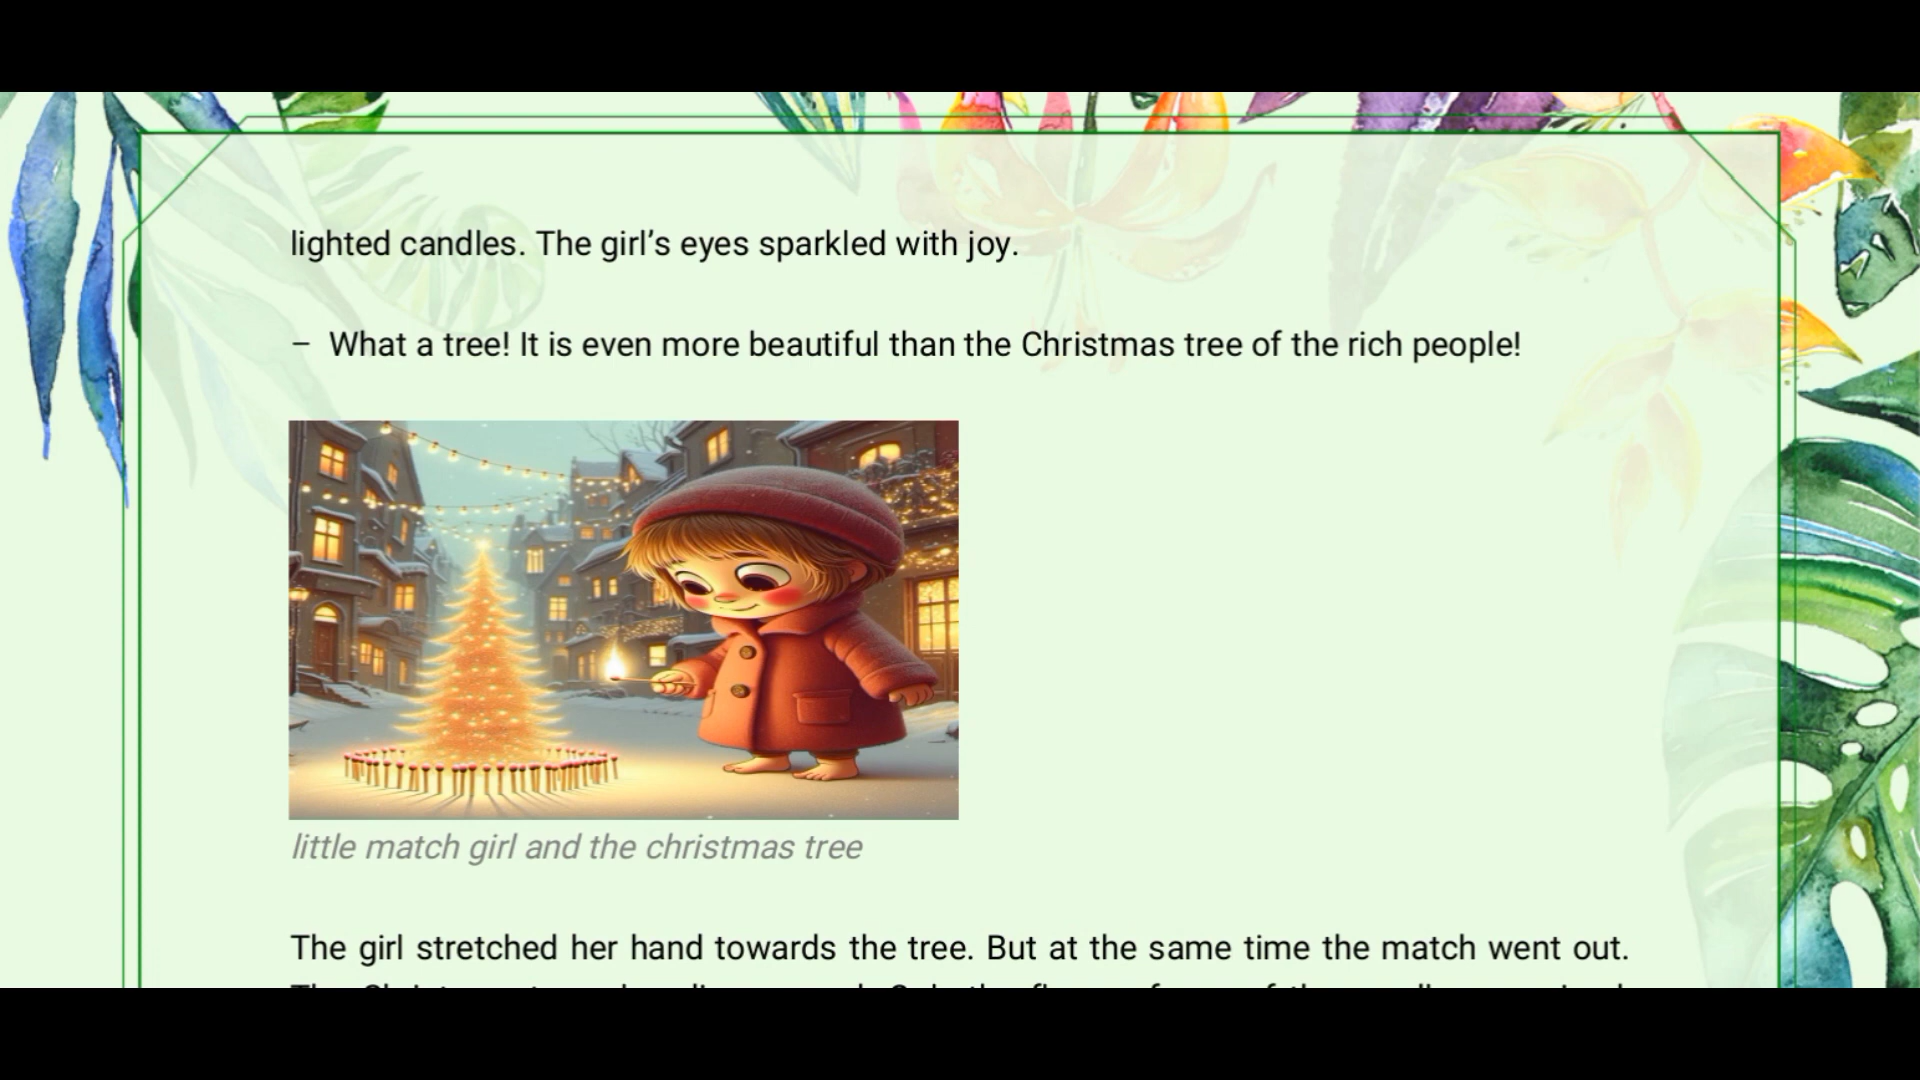 lighted candles. The girl’s eyes sparkled with joy.
– What a tree! It is even more beautiful than the Christmas tree of the rich people!
little match girl and the christmas tree
The girl stretched her hand towards the tree. But at the same time the match went out.